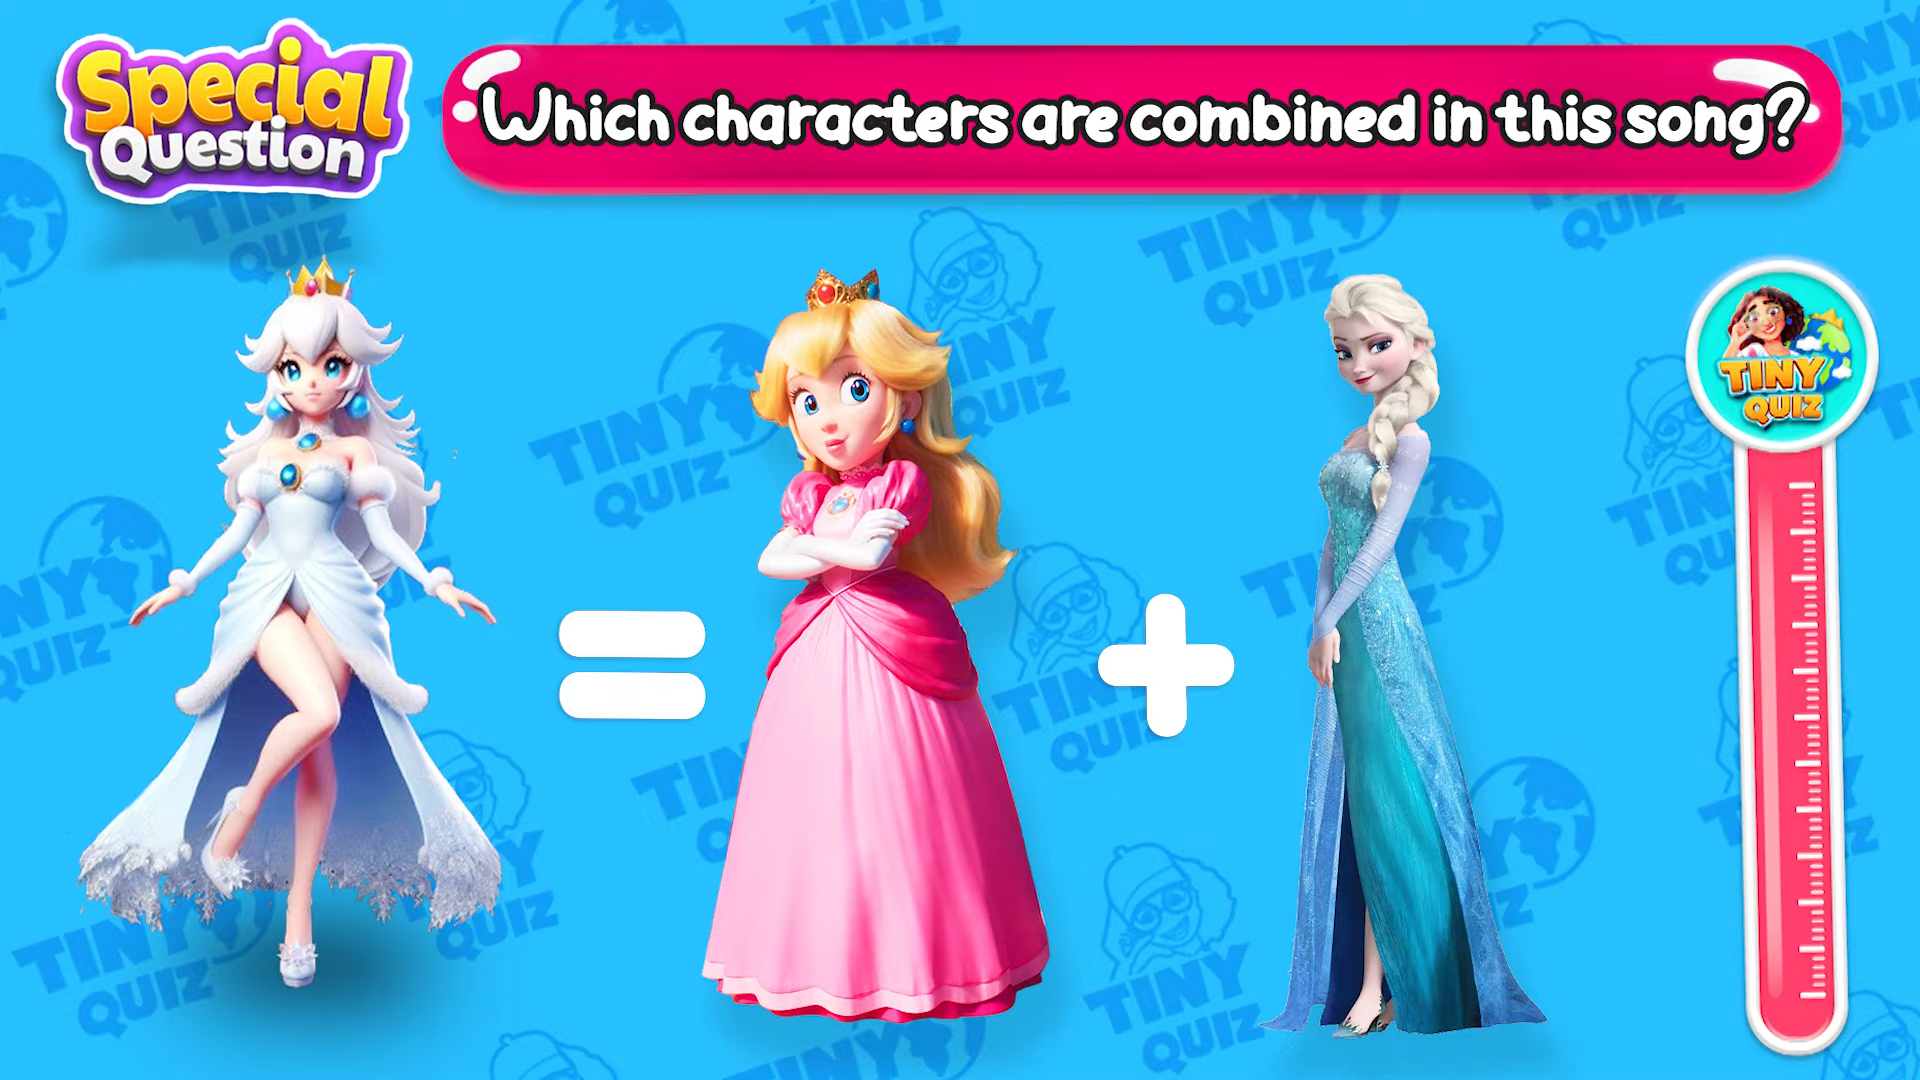 Special
Question
Which characters are combined in this song?
TINY
QUIZ